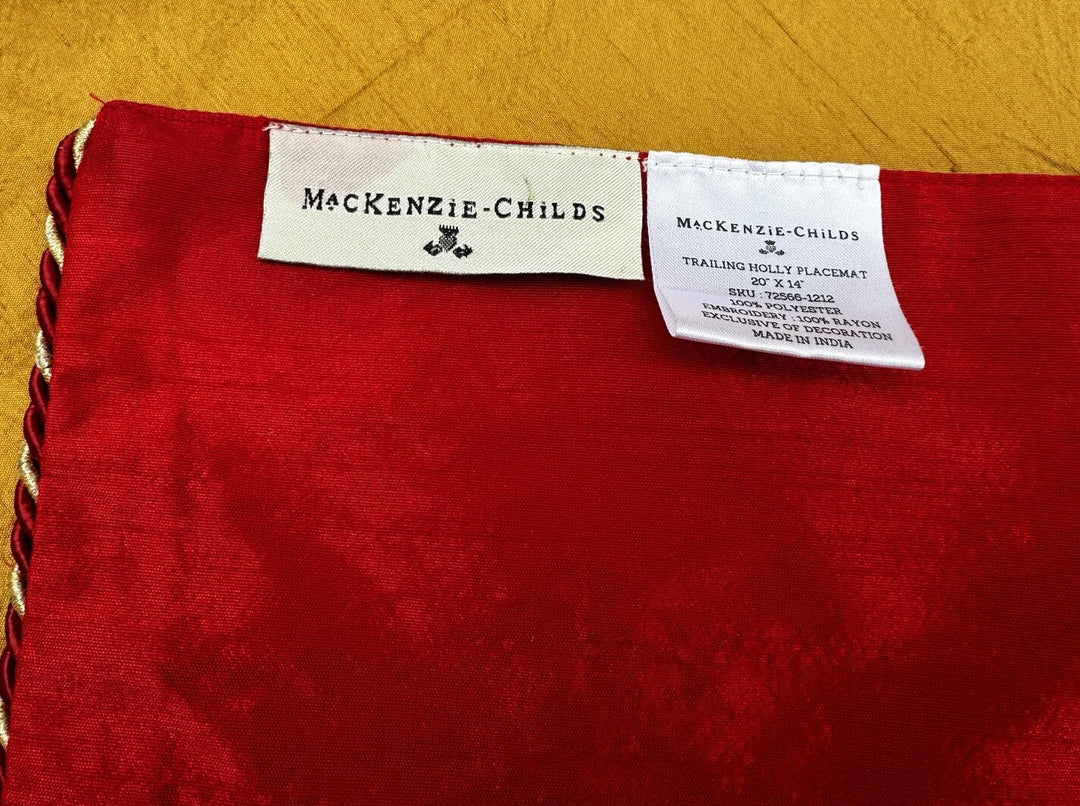 MACKENZiE-CHiLDS
MACKENZiE-CHiLDS
TRAILING HOLLY PLACEMAT
20" X 14"
SKU : 72566-1212
100% POLYESTER
EMBROIDERY : 100% RAYON
EXCLUSIVE OF DECORATION
MADE IN INDIA